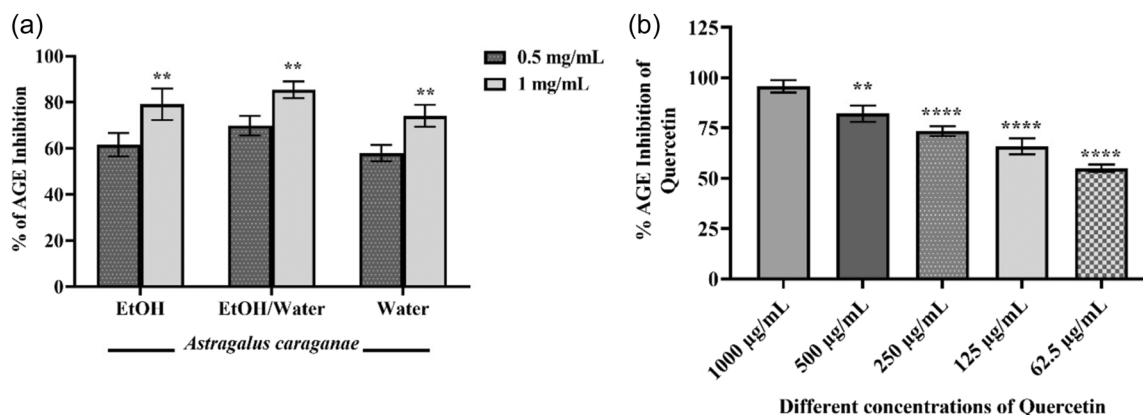 (a)
100
80
60
40
60
80
0
% of AGE Inhibition
**
**
**
0.5 mg/mL
1 mg/mL
EtOH
EtOH/Water
Water
Astragalus caraganae
(b)
125
100
75
50
25
0
% AGE Inhibition of
Quercetin
**
****
****
****
1000 µg/mL
500 µg/mL
250 µg/mL
125 µg/mL
62.5 µg/mL
Different concentrations of Quercetin